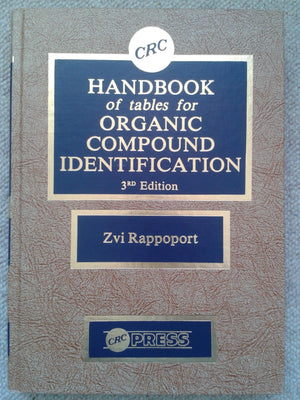 CRC
HANDBOOK
of tables for
ORGANIC
COMPOUND
IDENTIFICATION
3RD Edition
Zvi Rappoport
CRC PRESS